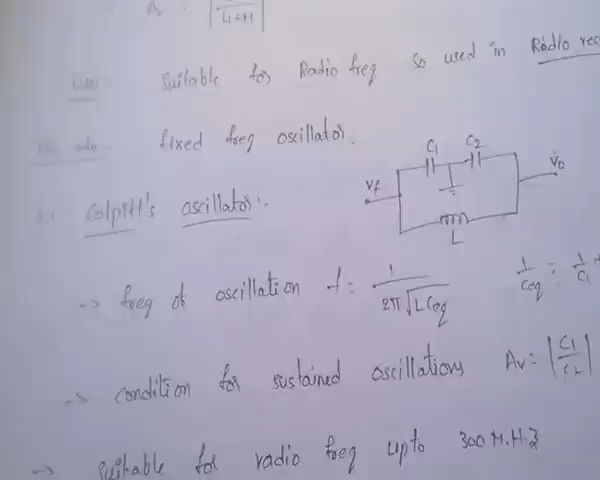 Av =
L1+M
Suitable for Radio freq so used in Radio rec
fixed freq oscillator.
C1 C2
Vf Vo
L
Colpitt's oscillator:-
→ freq of oscillation f = 1/2π√LCeq 1/Ceq = 1/C1 +
→ condition for sustained oscillations Av = |C1/C2|
→ Suitable for radio freq upto 300 M.Hz